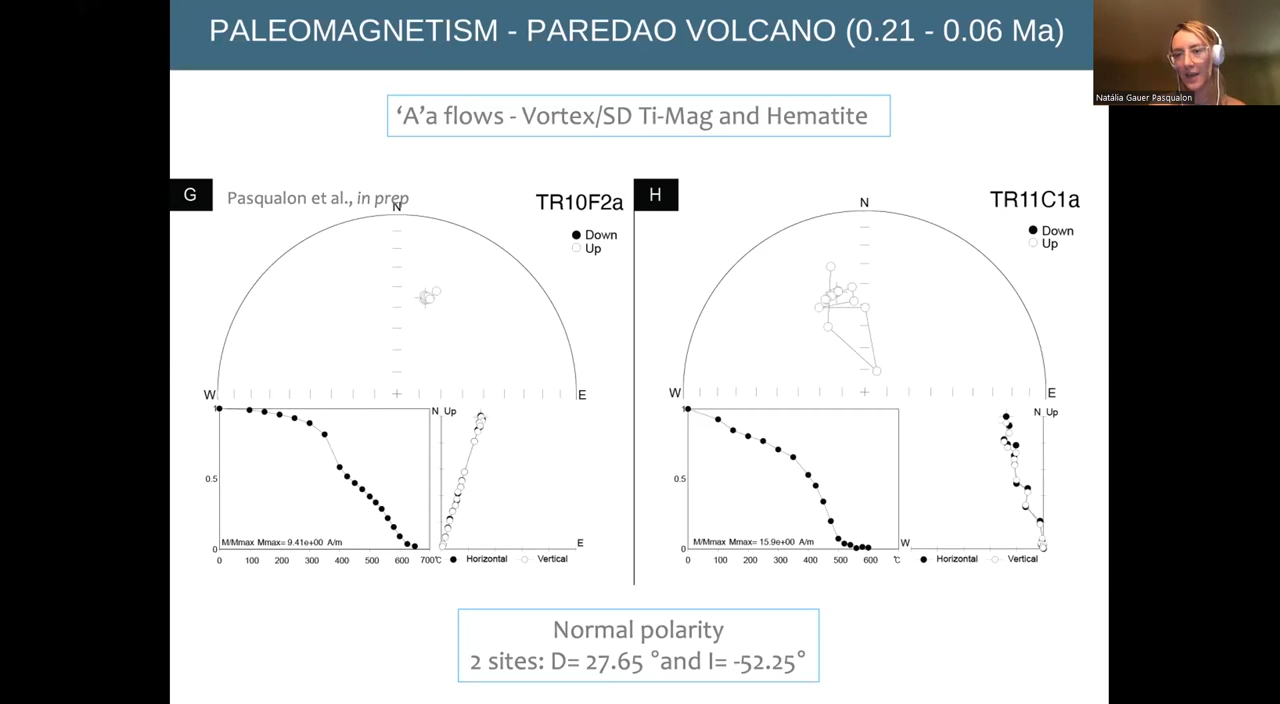 PALEOMAGNETISM - PAREDAO VOLCANO (0.21 - 0.06 Ma)
Natália Gauer Pasqualon
‘A’a flows - Vortex/SD Ti-Mag and Hematite
G
Pasqualon et al., in prep
N
TR10F2a
Down
Up
W
E
1
0.5
0
M/Mmax Mmax= 9.41e+00 A/m
0 100 200 300 400 500 600 700°C
N Up
E
Horizontal Vertical
H
N
TR11C1a
Down
Up
W
E
1
0.5
0
M/Mmax Mmax= 15.9e+00 A/m
0 100 200 300 400 500 600 °C
N Up
W
Horizontal Vertical
Normal polarity
2 sites: D= 27.65 °and I= -52.25°